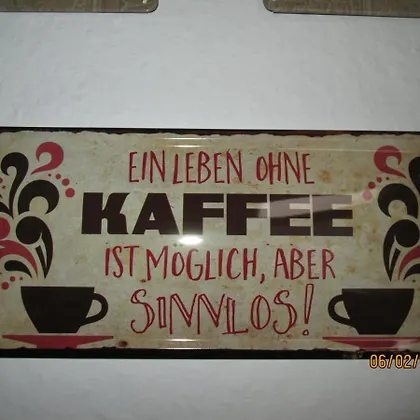 EIN LEBEN OHNE
KAFFEE
IST MÖGLICH, ABER
SINNLOS!
06/02/